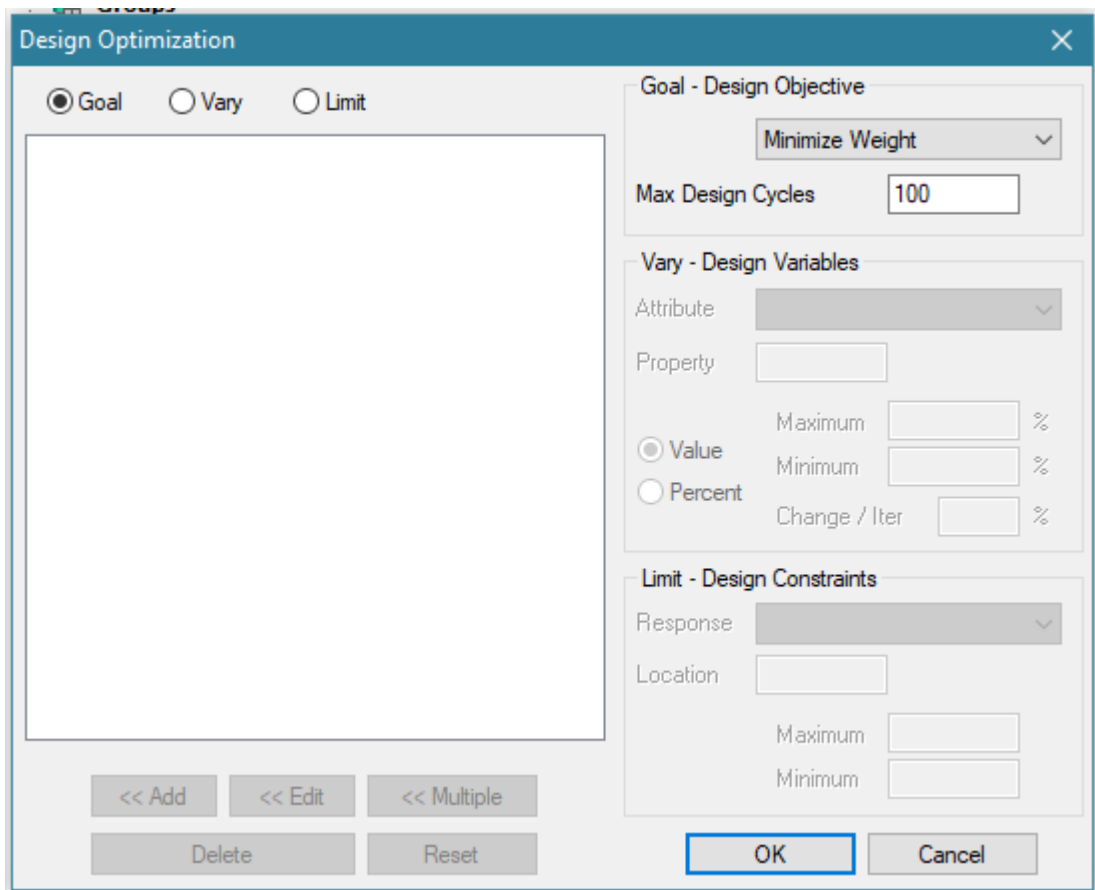 Groups
Design Optimization
Goal
Vary
Limit
<< Add
<< Edit
<< Multiple
Delete
Reset
Goal - Design Objective
Minimize Weight
Max Design Cycles 100
Vary - Design Variables
Attribute
Property
Value
Percent
Maximum %
Minimum %
Change / Iter %
Limit - Design Constraints
Response
Location
Maximum
Minimum
OK
Cancel